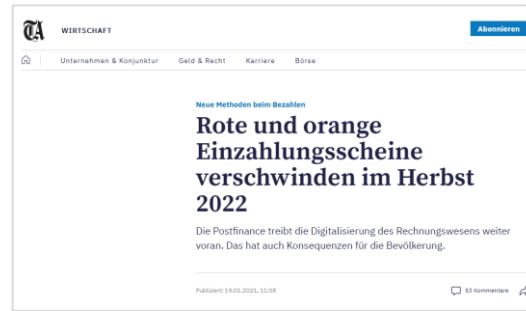 TA WIRTSCHAFT Abonnieren
Unternehmen & Konjunktur Geld & Recht Karriere Börse
Neue Methoden beim Bezahlen
Rote und orange
Einzahlungsscheine
verschwinden im Herbst
2022
Die Postfinance treibt die Digitalisierung des Rechnungswesens weiter
voran. Das hat auch Konsequenzen für die Bevölkerung.
Publiziert: 19.01.2021, 11:38 53 Kommentare